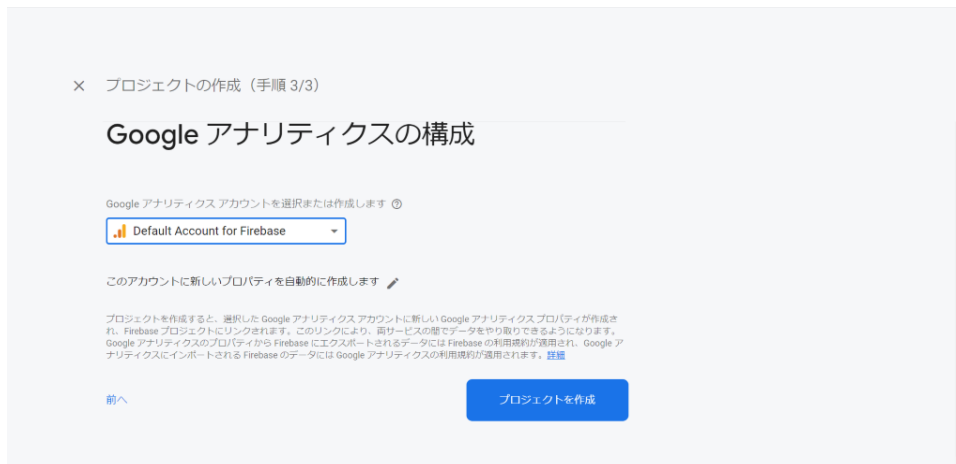 プロジェクトの作成（手順 3/3）
Google アナリティクスの構成
Google アナリティクス アカウントを選択または作成します
Default Account for Firebase
このアカウントに新しいプロパティを自動的に作成します
プロジェクトを作成すると、選択した Google アナリティクス アカウントに新しい Google アナリティクス プロパティが作成さ
れ、Firebase プロジェクトにリンクされます。このリンクにより、両サービスの間でデータをやり取りできるようになります。
Google アナリティクスのプロパティから Firebase にエクスポートされるデータには Firebase の利用規約が適用され、Google ア
ナリティクスにインポートされる Firebase のデータには Google アナリティクスの利用規約が適用されます。詳細
前へ
プロジェクトを作成